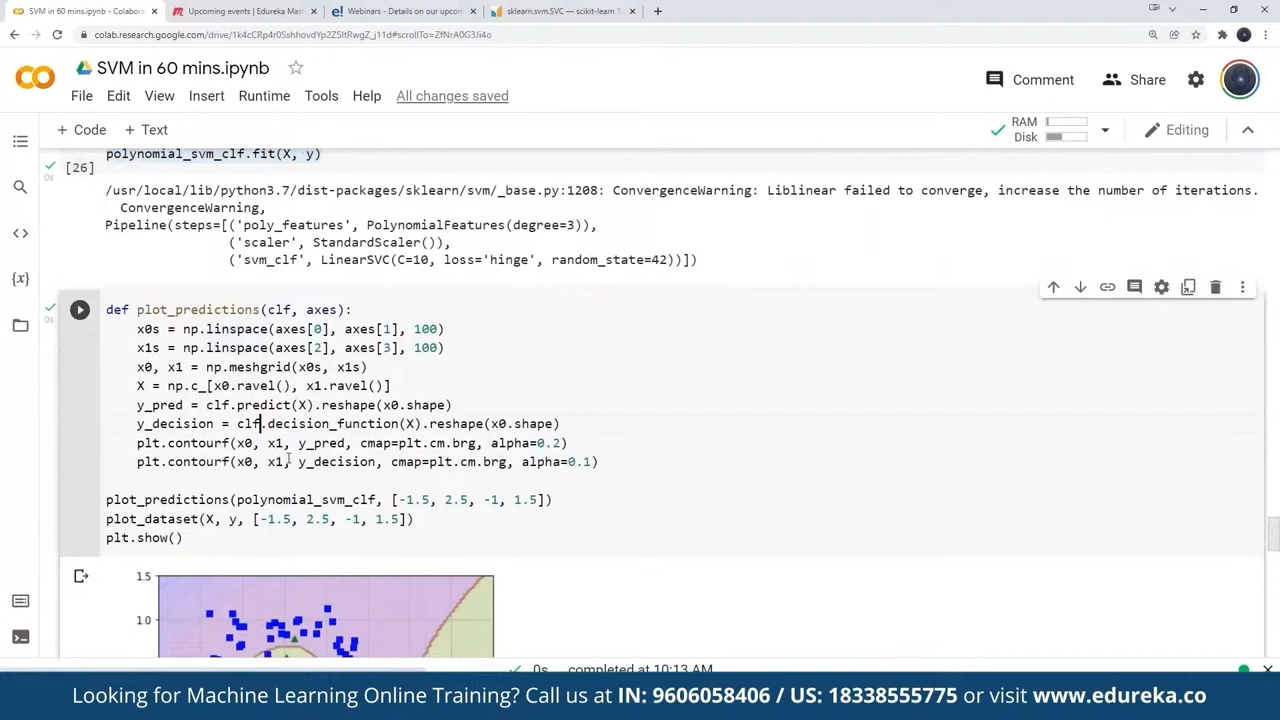 SVM in 60 mins.ipynb - Colabora
Upcoming events | Edureka Mast
Webinars - Details on our upcom
sklearn.svm.SVC — scikit-learn 1
colab.research.google.com/drive/1k4cCRp4r0SshhovdYp2ZSltRwgZ_j11d#scrollTo=ZfNrA0G3Ji4o
SVM in 60 mins.ipynb
Comment
Share
File Edit View Insert Runtime Tools Help All changes saved
+ Code + Text
RAM
Disk
Editing
polynomial_svm_clf.fit(X, y)
[26]
0s
/usr/local/lib/python3.7/dist-packages/sklearn/svm/_base.py:1208: ConvergenceWarning: Liblinear failed to converge, increase the number of iterations.
ConvergenceWarning,
Pipeline(steps=[('poly_features', PolynomialFeatures(degree=3)),
('scaler', StandardScaler()),
('svm_clf', LinearSVC(C=10, loss='hinge', random_state=42))])
0s
def plot_predictions(clf, axes):
x0s = np.linspace(axes[0], axes[1], 100)
x1s = np.linspace(axes[2], axes[3], 100)
x0, x1 = np.meshgrid(x0s, x1s)
X = np.c_[x0.ravel(), x1.ravel()]
y_pred = clf.predict(X).reshape(x0.shape)
y_decision = clf.decision_function(X).reshape(x0.shape)
plt.contourf(x0, x1, y_pred, cmap=plt.cm.brg, alpha=0.2)
plt.contourf(x0, x1, y_decision, cmap=plt.cm.brg, alpha=0.1)
plot_predictions(polynomial_svm_clf, [-1.5, 2.5, -1, 1.5])
plot_dataset(X, y, [-1.5, 2.5, -1, 1.5])
plt.show()
1.5
1.0
0s completed at 10:13 AM
Looking for Machine Learning Online Training? Call us at IN: 9606058406 / US: 18338555775 or visit www.edureka.co